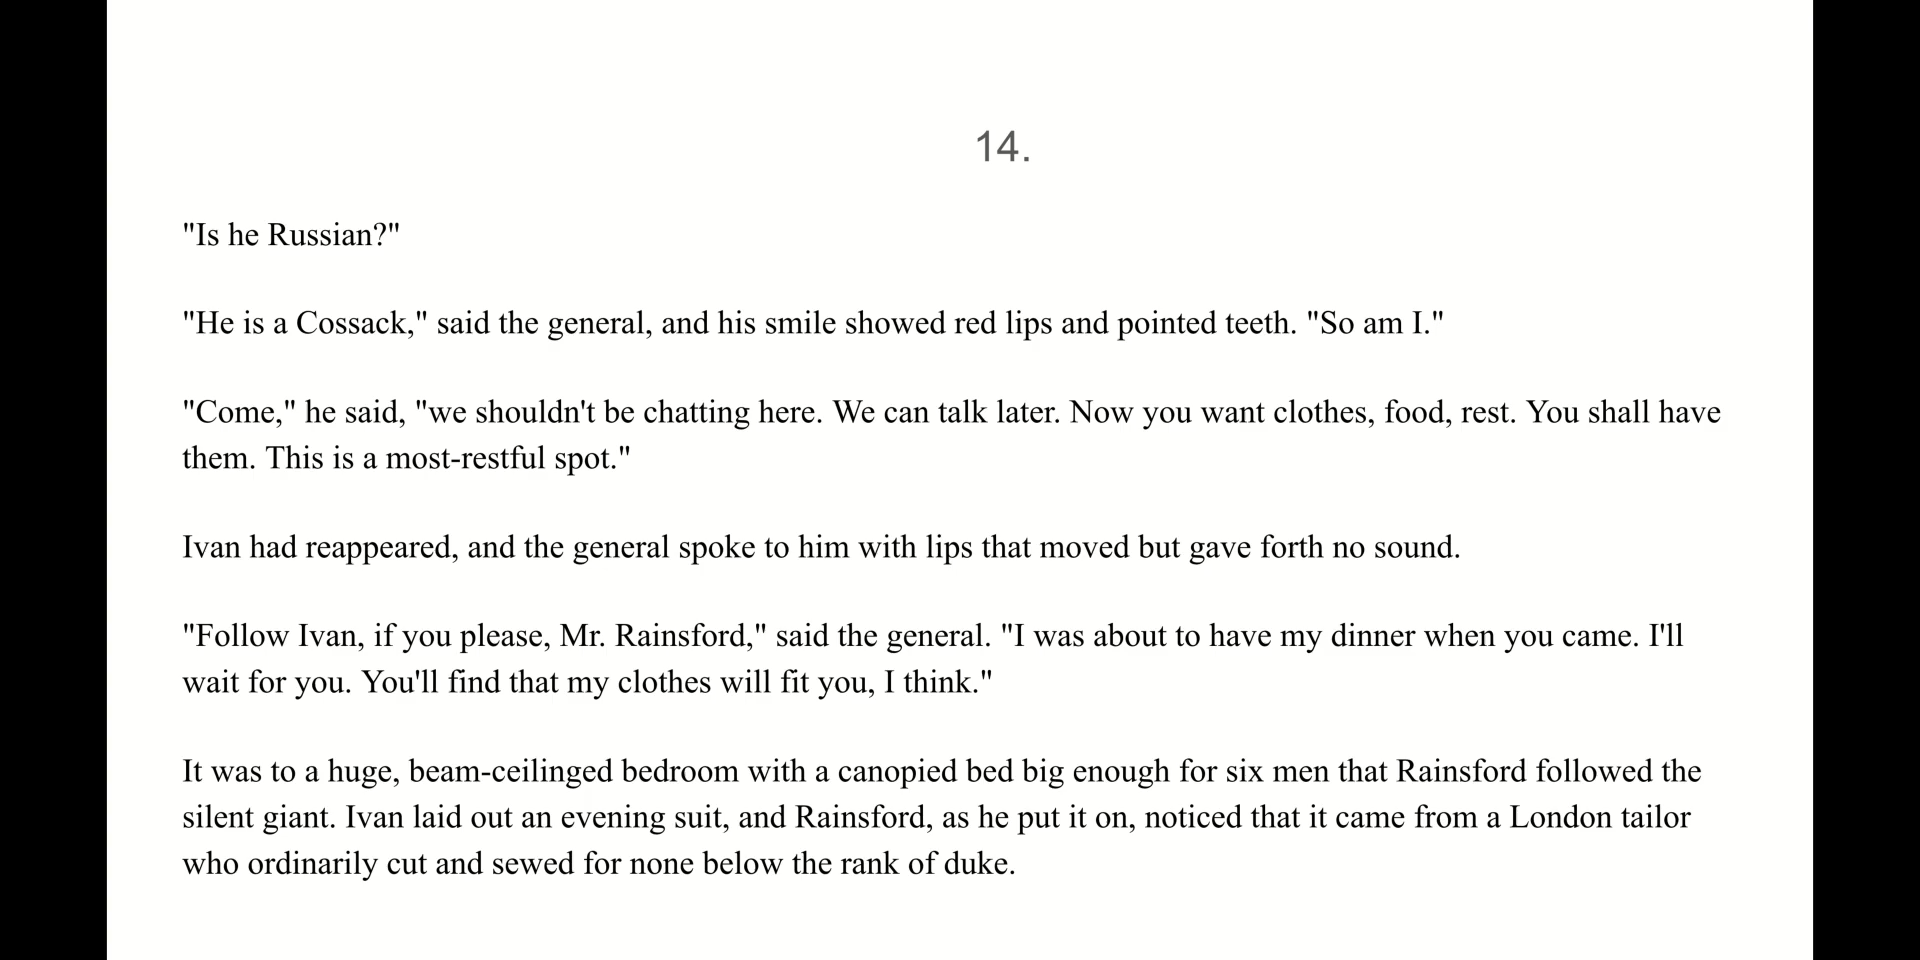 14.
"Is he Russian?"
"He is a Cossack," said the general, and his smile showed red lips and pointed teeth. "So am I."
"Come," he said, "we shouldn't be chatting here. We can talk later. Now you want clothes, food, rest. You shall have
them. This is a most-restful spot."
Ivan had reappeared, and the general spoke to him with lips that moved but gave forth no sound.
"Follow Ivan, if you please, Mr. Rainsford," said the general. "I was about to have my dinner when you came. I'll
wait for you. You'll find that my clothes will fit you, I think."
It was to a huge, beam-ceilinged bedroom with a canopied bed big enough for six men that Rainsford followed the
silent giant. Ivan laid out an evening suit, and Rainsford, as he put it on, noticed that it came from a London tailor
who ordinarily cut and sewed for none below the rank of duke.